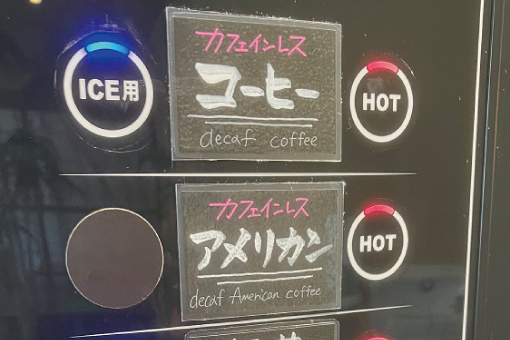 ICE用
カフェインレス
コーヒー
decaf coffee
HOT
カフェインレス
アメリカン
decaf American coffee
HOT